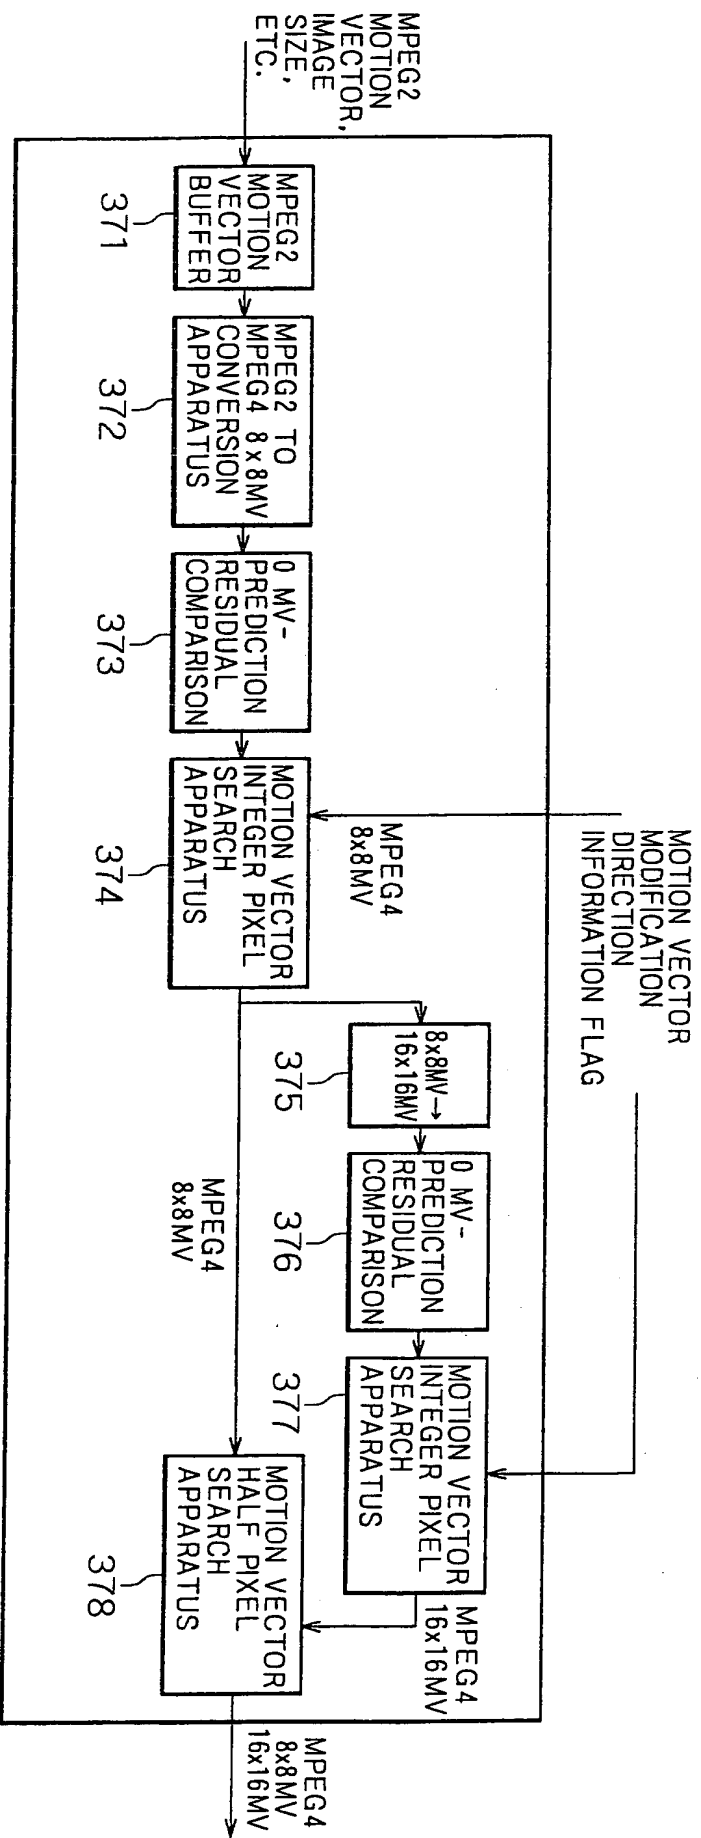 MPEG2
MOTION
VECTOR,
IMAGE
SIZE,
ETC.
MPEG2
MOTION
VECTOR
BUFFER
371
MPEG2 TO
MPEG4 8x8MV
CONVERSION
APPARATUS
372
0 MV-
PREDICTION
RESIDUAL
COMPARISON
373
MOTION VECTOR
INTEGER PIXEL
SEARCH
APPARATUS
374
MOTION VECTOR
MODIFICATION
DIRECTION
INFORMATION FLAG
MPEG4
8x8MV
8x8MV→
16x16MV
375
0 MV-
PREDICTION
RESIDUAL
COMPARISON
376
MOTION VECTOR
INTEGER PIXEL
SEARCH
APPARATUS
377
MPEG4
16x16MV
MPEG4
8x8MV
MOTION VECTOR
HALF PIXEL
SEARCH
APPARATUS
378
MPEG4
8x8MV
16x16MV